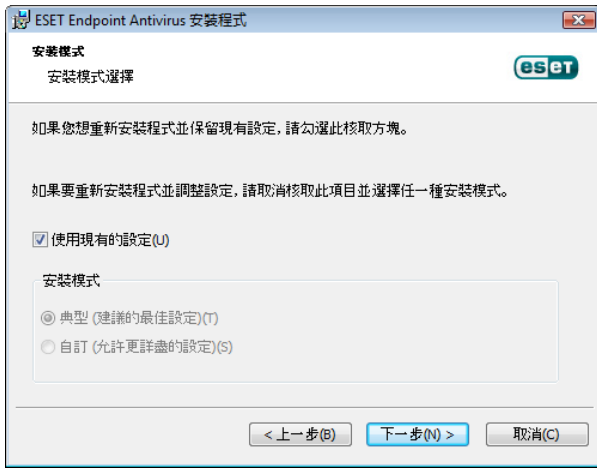 ESET Endpoint Antivirus 安裝程式
安裝模式
安裝模式選擇
eseT
如果您想重新安裝程式並保留現有設定,請勾選此核取方塊。
如果要重新安裝程式並調整設定,請取消核取此項目並選擇任一種安裝模式。
使用現有的設定(U)
安裝模式
典型 (建議的最佳設定)(T)
自訂 (允許更詳盡的設定)(S)
< 上一步(B) 下一步(N) > 取消(C)